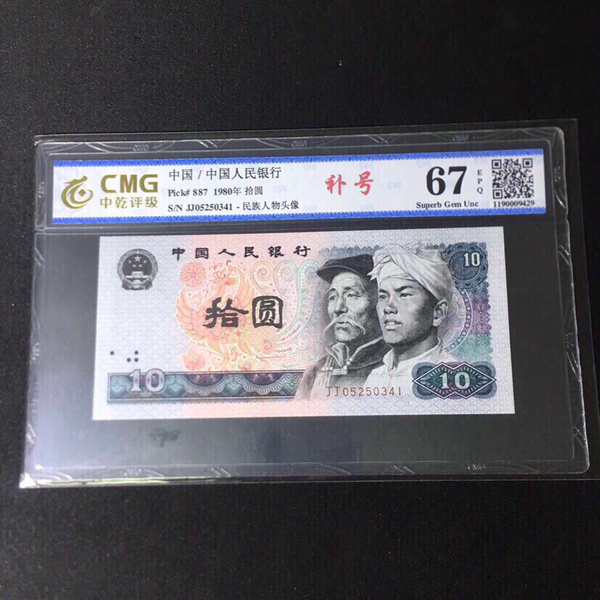 CMG
中乾评级
中国 / 中国人民银行
Pick# 887 1980年 拾圆
S/N JJ05250341 - 民族人物头像
补号
67
EPQ
Superb Gem Unc
1190009429
中国人民银行
10
拾圆
10
JJ05250341
10